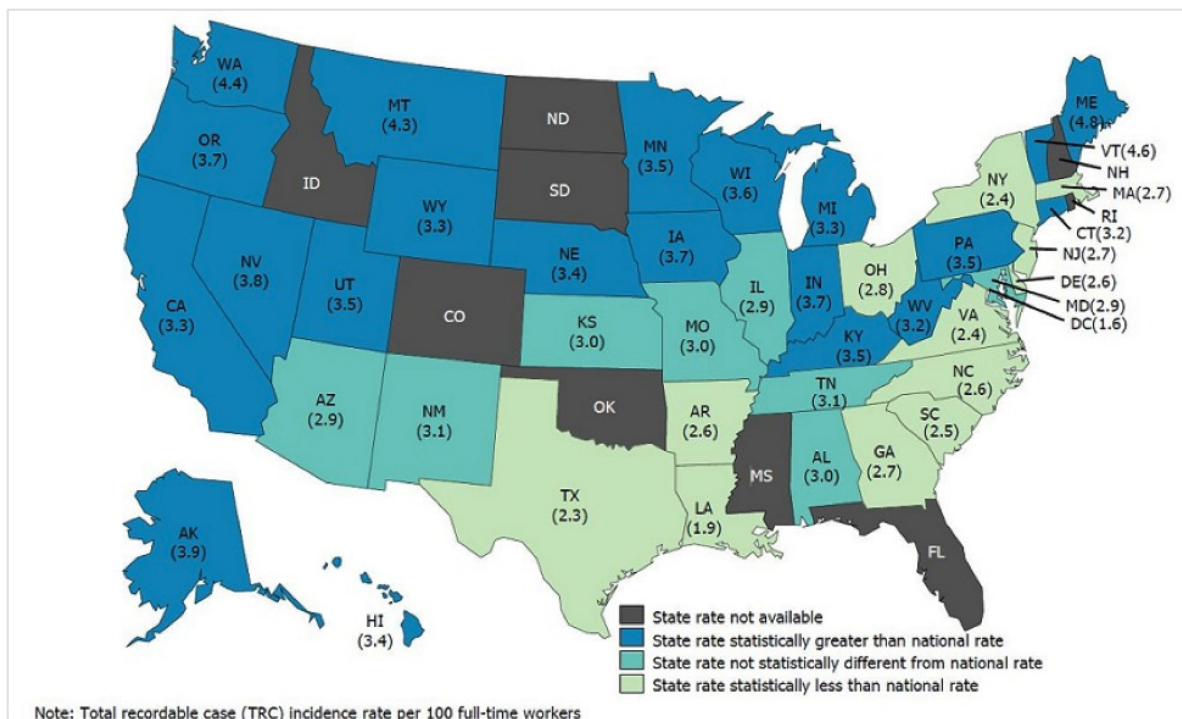 WA
(4.4)
MT
(4.3)
ND
ME
(4.8)
OR
(3.7)
MN
(3.5)
VT(4.6)
ID
SD
WI
(3.6)
NH
NY
(2.4)
MA(2.7)
WY
(3.3)
MI
(3.3)
RI
CT(3.2)
NV
(3.8)
NE
(3.4)
IA
(3.7)
PA
(3.5)
NJ(2.7)
UT
(3.5)
IL
(2.9)
IN
(3.7)
OH
(2.8)
DE(2.6)
CA
(3.3)
CO
WV
(3.2)
MD(2.9)
KS
(3.0)
MO
(3.0)
VA
(2.4)
DC(1.6)
KY
(3.5)
AZ
(2.9)
NM
(3.1)
OK
AR
(2.6)
TN
(3.1)
NC
(2.6)
SC
(2.5)
MS
AL
(3.0)
GA
(2.7)
TX
(2.3)
LA
(1.9)
AK
(3.9)
FL
HI
(3.4)
State rate not available
State rate statistically greater than national rate
State rate not statistically different from national rate
State rate statistically less than national rate
Note: Total recordable case (TRC) incidence rate per 100 full-time workers